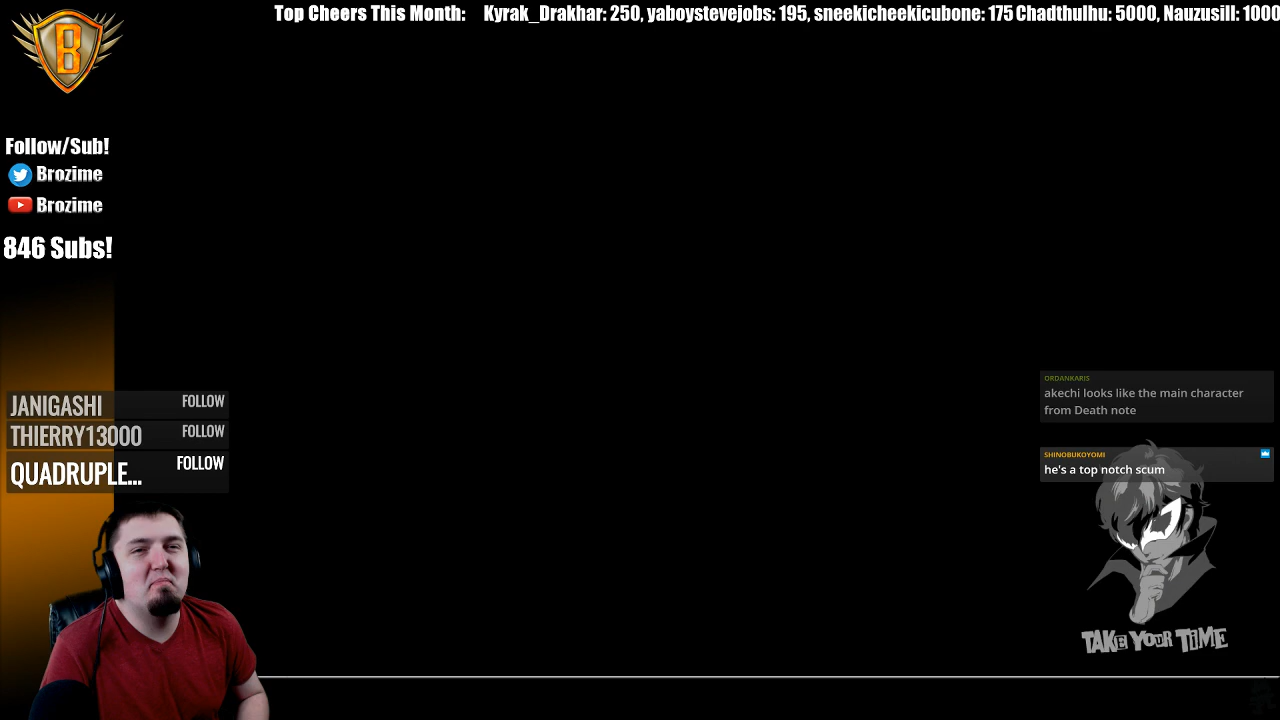 Top Cheers This Month: Kyrak_Drakhar: 250, yaboystevejobs: 195, sneekicheekicubone: 175 Chadthulhu: 5000, Nauzusill: 1000
B
Follow/Sub!
Brozime
Brozime
846 Subs!
JANIGASHI FOLLOW
THIERRY13000 FOLLOW
QUADRUPLE... FOLLOW
ORDANKARIS
akechi looks like the main character
from Death note
SHINOBUKOYOMI
he's a top notch scum
TAKE YOUR TIME